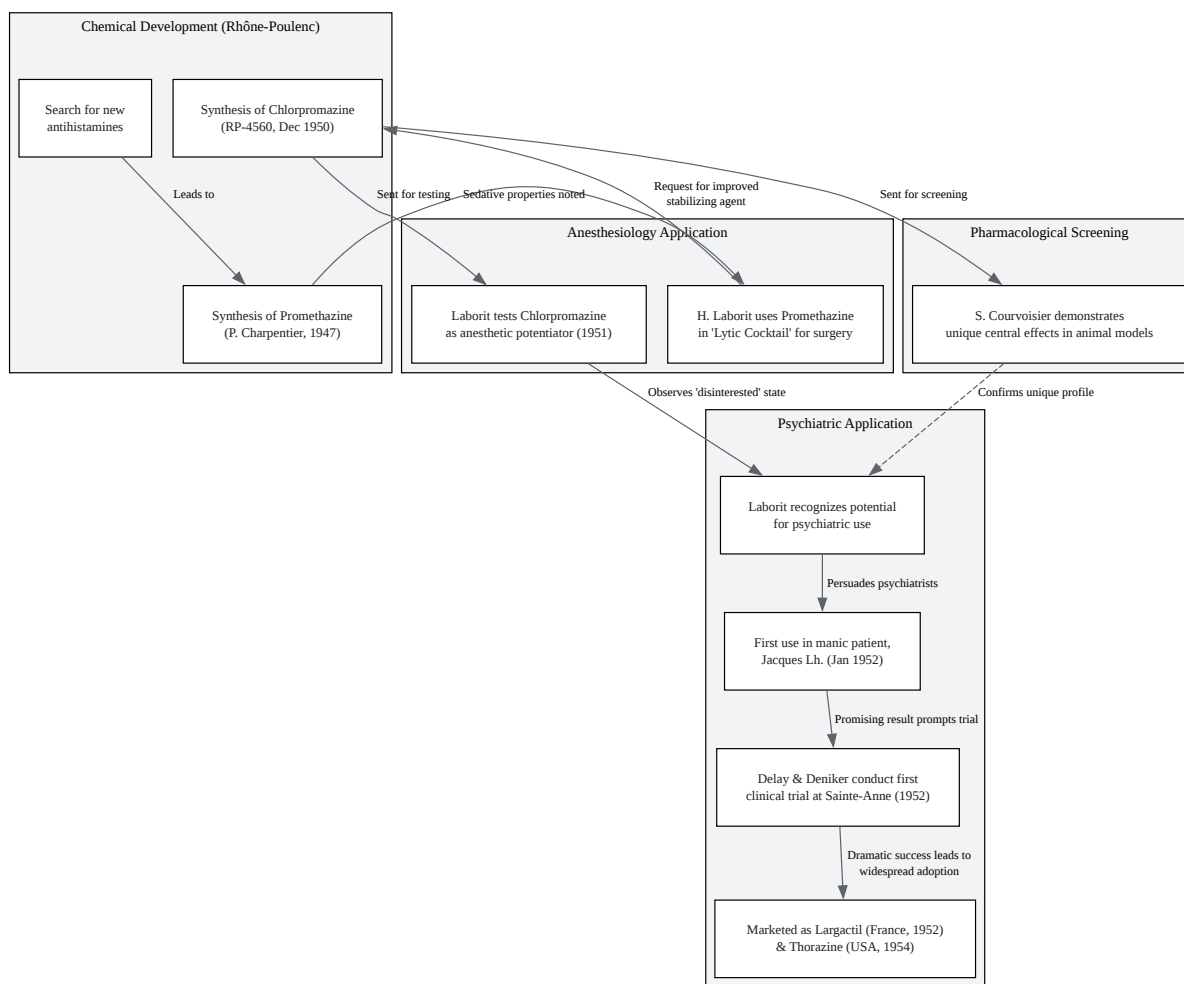 Chemical Development (Rhône-Poulenc)
Search for new
antihistamines
Synthesis of Chlorpromazine
(RP-4560, Dec 1950)
Leads to
Sent for testing
Sedative properties noted
Request for improved
stabilizing agent
Sent for screening
Anesthesiology Application
Pharmacological Screening
Synthesis of Promethazine
(P. Charpentier, 1947)
Laborit tests Chlorpromazine
as anesthetic potentiator (1951)
H. Laborit uses Promethazine
in 'Lytic Cocktail' for surgery
S. Courvoisier demonstrates
unique central effects in animal models
Observes 'disinterested' state
Confirms unique profile
Psychiatric Application
Laborit recognizes potential
for psychiatric use
Persuades psychiatrists
First use in manic patient,
Jacques Lh. (Jan 1952)
Promising result prompts trial
Delay & Deniker conduct first
clinical trial at Sainte-Anne (1952)
Dramatic success leads to
widespread adoption
Marketed as Largactil (France, 1952)
& Thorazine (USA, 1954)